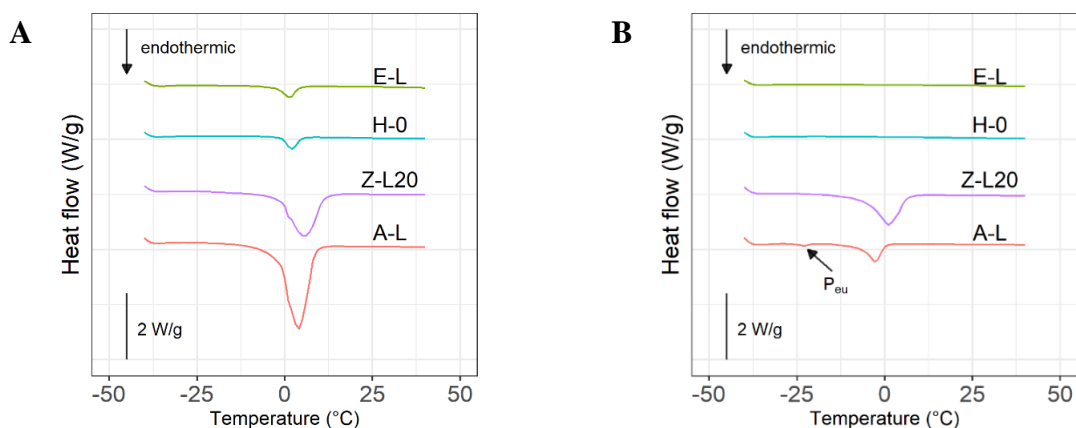 A
endothermic
E-L
H-0
Z-L20
A-L
2 W/g
Heat flow (W/g)
-50
-25
0
25
50
Temperature (°C)
B
endothermic
E-L
H-0
Z-L20
A-L
Peu
2 W/g
Heat flow (W/g)
-50
-25
0
25
50
Temperature (°C)